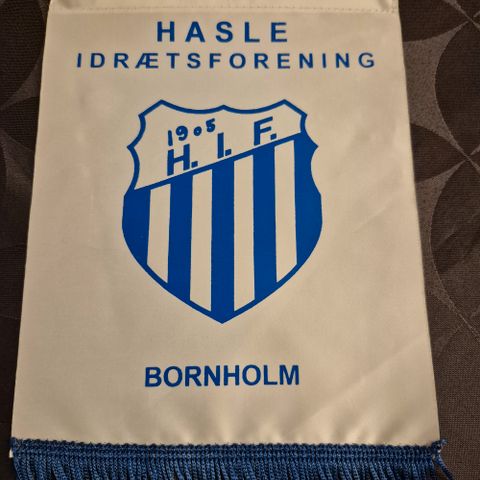 HASLE
IDRÆTSFORENING
1905
H. I. F.
BORNHOLM